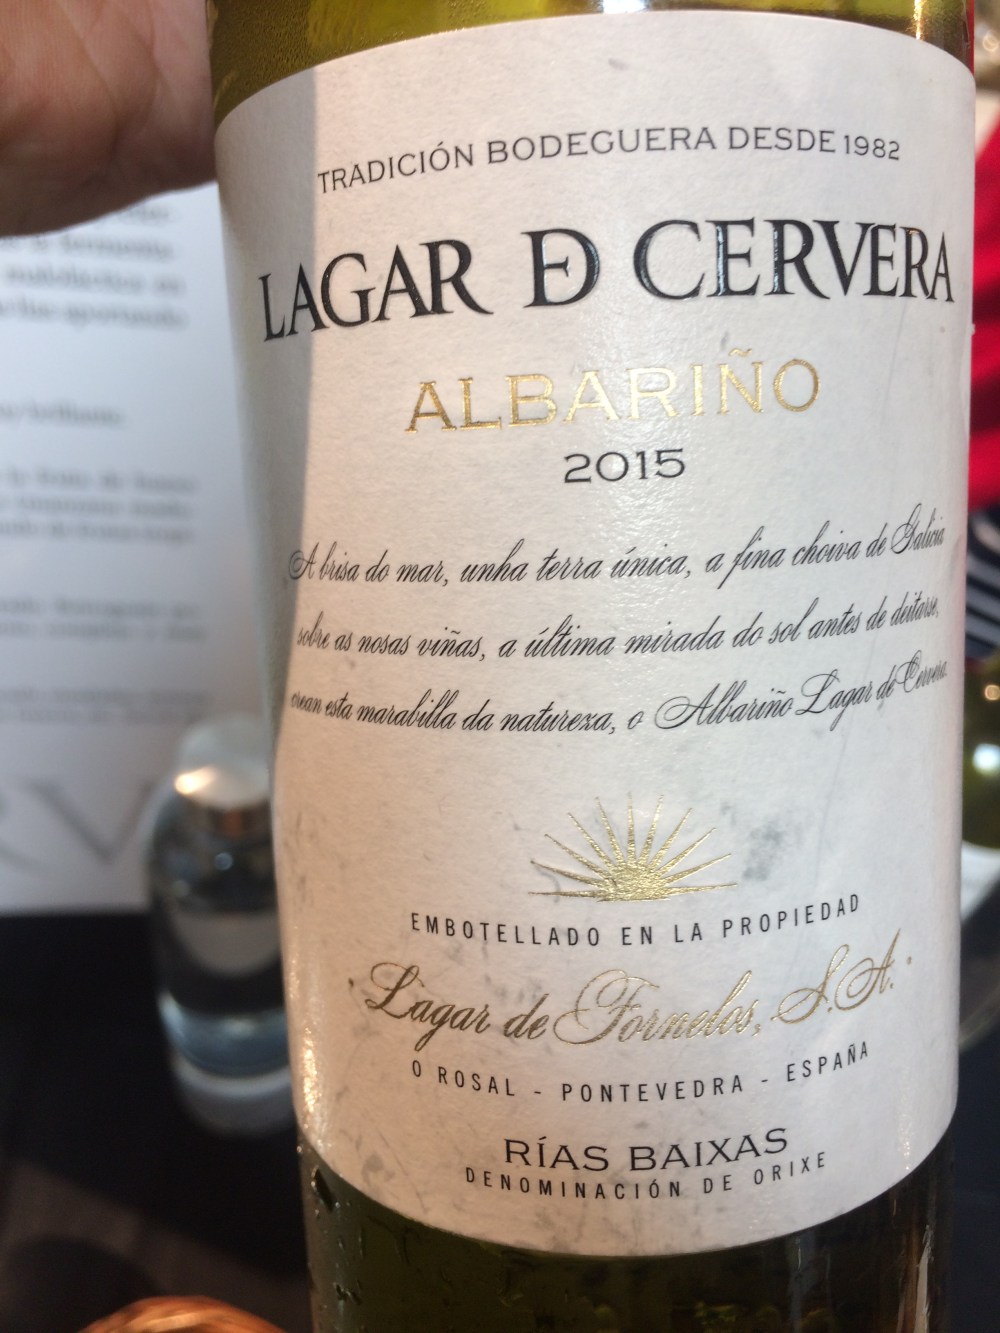 TRADICIÓN BODEGUERA DESDE 1982
LAGAR DE CERVERA
ALBARIÑO
2015
A brisa do mar, unha terra única, a fina choiva de Galicia
sobre as nosas viñas, a última mirada do sol antes de deitarse,
crean esta marabilla da natureza, o Albariño Lagar de Cervera.
EMBOTELLADO EN LA PROPIEDAD
· Lagar de Fornelos, S.A. ·
O ROSAL - PONTEVEDRA - ESPAÑA
RÍAS BAIXAS
DENOMINACIÓN DE ORIXE